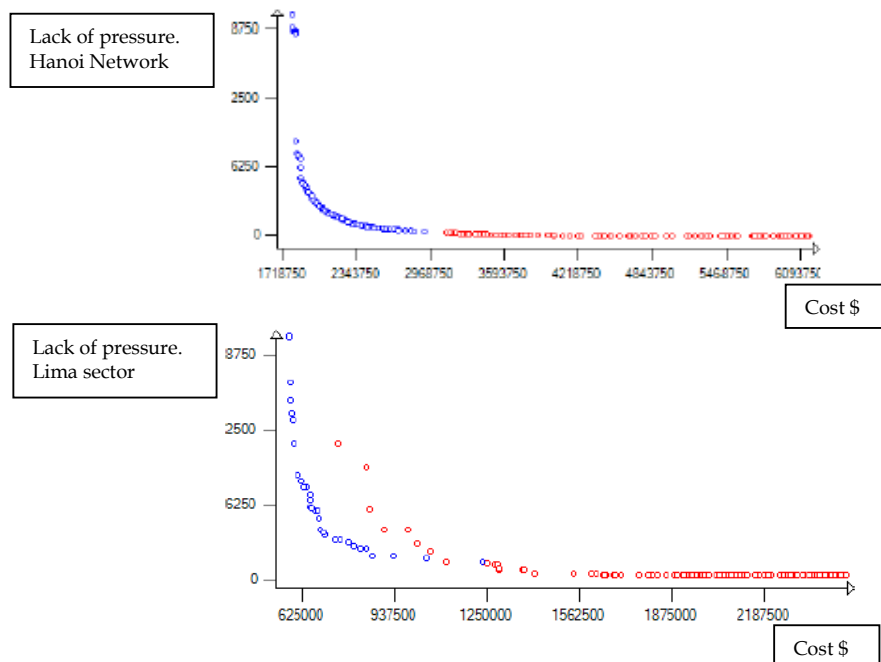 Lack of pressure.
Hanoi Network
8750
2500
6250
0
1718750 2343750 2968750 3593750 4218750 4843750 5468750 6093750
Cost $
Lack of pressure.
Lima sector
8750
2500
6250
0
625000 937500 1250000 1562500 1875000 2187500
Cost $